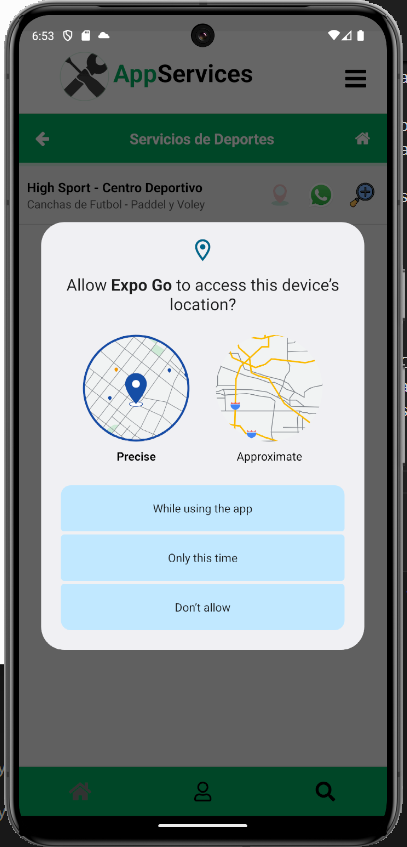 6:53
AppServices
Servicios de Deportes
High Sport - Centro Deportivo
Canchas de Futbol - Paddel y Voley
Allow Expo Go to access this device's
location?
Precise
Approximate
While using the app
Only this time
Don't allow